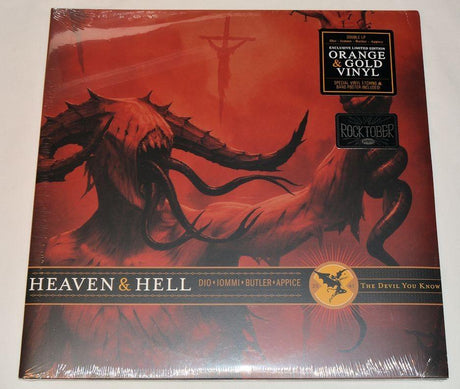 DOUBLE LP
Dio · Iommi · Butler · Appice
EXCLUSIVE LIMITED EDITION
ORANGE
& GOLD
VINYL
SPECIAL VINYL ETCHING &
BAND POSTER INCLUDED!
ROCKTOBER
HEAVEN & HELL
DIO + IOMMI + BUTLER + APPICE
THE DEVIL YOU KNOW